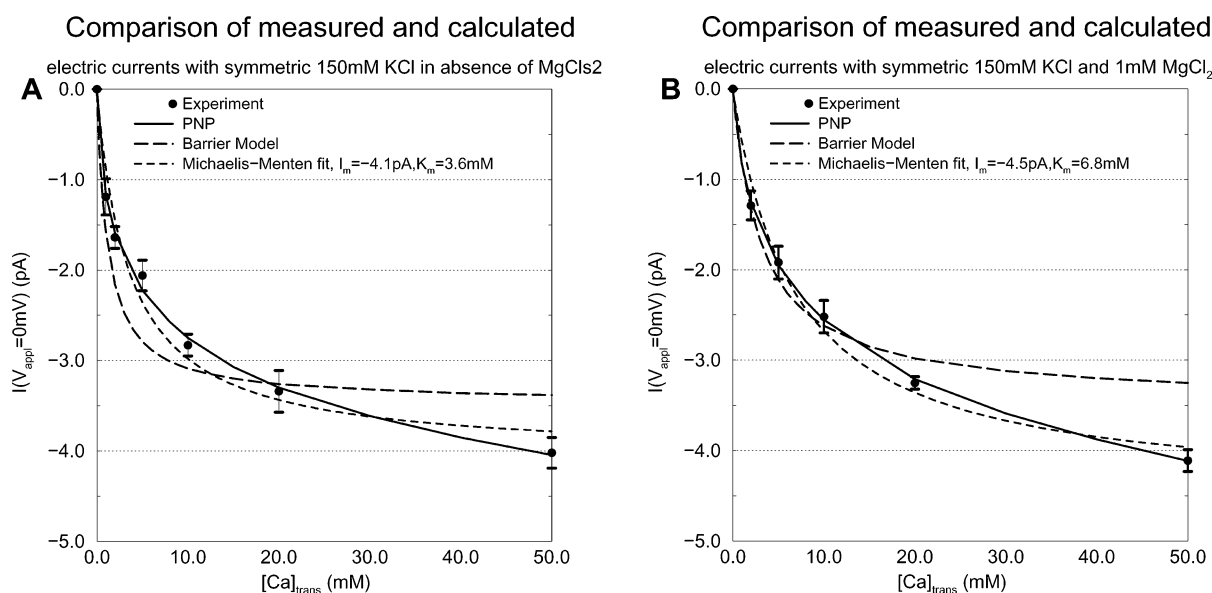 Comparison of measured and calculated
electric currents with symmetric 150mM KCl in absence of MgCls2
A
0.0
−1.0
−2.0
−3.0
−4.0
−5.0
I(Vappl=0mV) (pA)
Experiment
PNP
Barrier Model
Michaelis−Menten fit, Im=−4.1pA,Km=3.6mM
0.0 10.0 20.0 30.0 40.0 50.0
[Ca]trans (mM)
Comparison of measured and calculated
electric currents with symmetric 150mM KCl and 1mM MgCl2
B
0.0
−1.0
−2.0
−3.0
−4.0
−5.0
I(Vappl=0mV) (pA)
Experiment
PNP
Barrier Model
Michaelis−Menten fit, Im=−4.5pA,Km=6.8mM
0.0 10.0 20.0 30.0 40.0 50.0
[Ca]trans (mM)